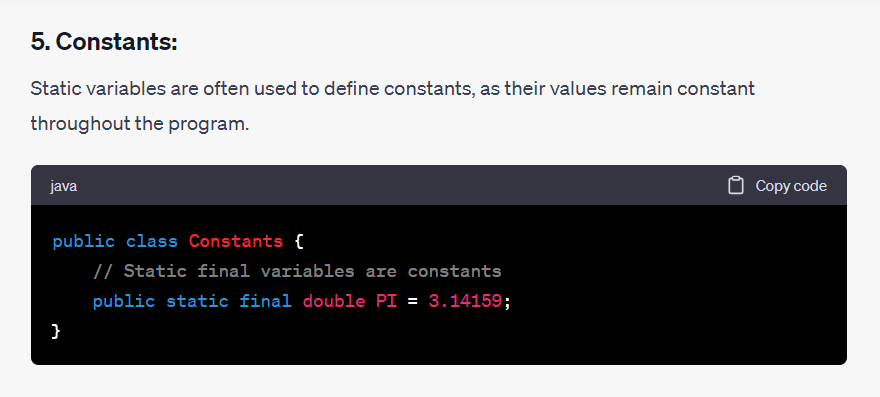 5. Constants:
Static variables are often used to define constants, as their values remain constant
throughout the program.
java
Copy code
public class Constants {
    // Static final variables are constants
    public static final double PI = 3.14159;
}